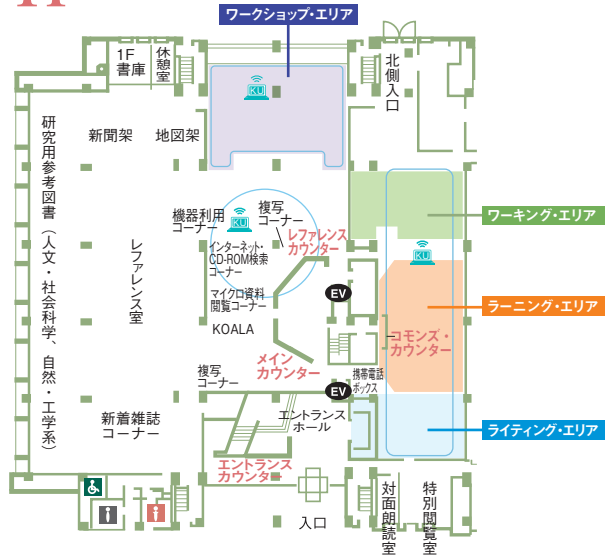 ワークショップ・エリア
1F
書庫
休憩室
北側入口
KU
新聞架
地図架
研究用参考図書（人文・社会科学、自然・工学系）
レファレンス室
機器利用
コーナー
KU
複写
コーナー
レファレンス
カウンター
インターネット・
CD-ROM検索
コーナー
マイクロ資料
閲覧コーナー
KOALA
EV
ワーキング・エリア
KU
ラーニング・エリア
コモンズ・
カウンター
メイン
カウンター
複写
コーナー
携帯電話
ボックス
EV
新着雑誌
コーナー
エントランス
ホール
ライティング・エリア
エントランス
カウンター
入口
対面朗読室
特別閲覧室